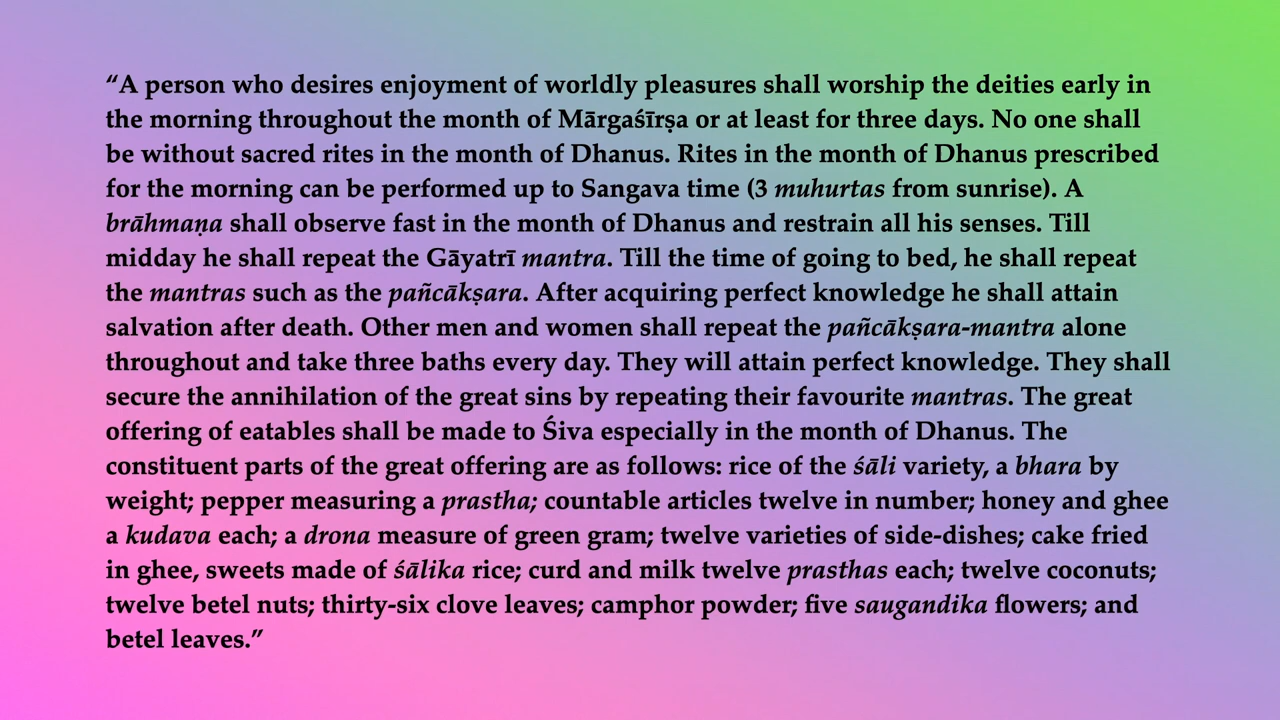 “A person who desires enjoyment of worldly pleasures shall worship the deities early in
the morning throughout the month of Mārgaśīrṣa or at least for three days. No one shall
be without sacred rites in the month of Dhanus. Rites in the month of Dhanus prescribed
for the morning can be performed up to Sangava time (3 muhurtas from sunrise). A
brāhmaṇa shall observe fast in the month of Dhanus and restrain all his senses. Till
midday he shall repeat the Gāyatrī mantra. Till the time of going to bed, he shall repeat
the mantras such as the pañcākṣara. After acquiring perfect knowledge he shall attain
salvation after death. Other men and women shall repeat the pañcākṣara-mantra alone
throughout and take three baths every day. They will attain perfect knowledge. They shall
secure the annihilation of the great sins by repeating their favourite mantras. The great
offering of eatables shall be made to Śiva especially in the month of Dhanus. The
constituent parts of the great offering are as follows: rice of the śāli variety, a bhara by
weight; pepper measuring a prastha; countable articles twelve in number; honey and ghee
a kudava each; a drona measure of green gram; twelve varieties of side-dishes; cake fried
in ghee, sweets made of śālika rice; curd and milk twelve prasthas each; twelve coconuts;
twelve betel nuts; thirty-six clove leaves; camphor powder; five saugandika flowers; and
betel leaves.”